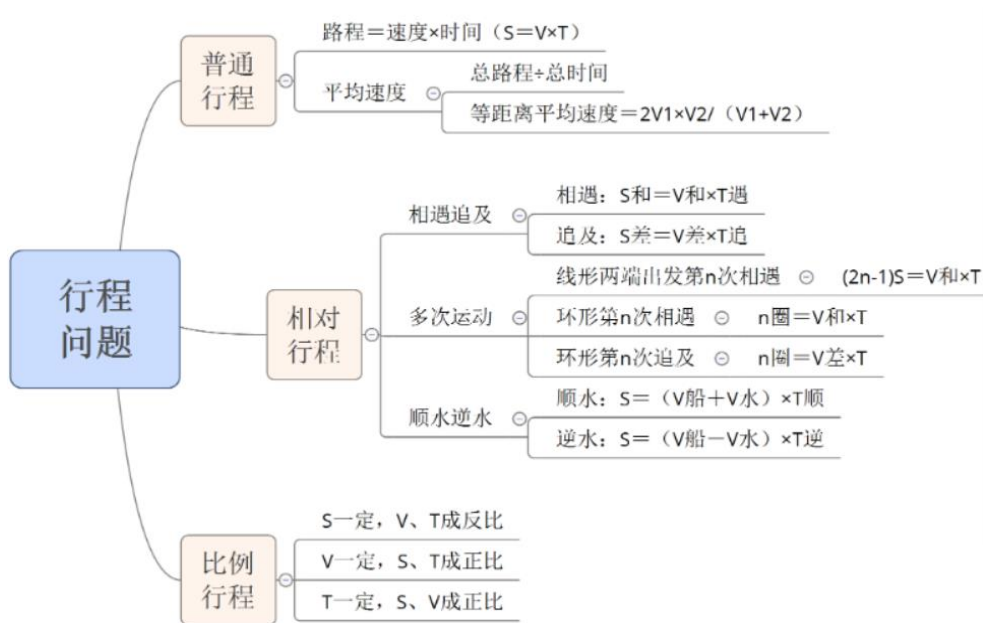 行程
问题
普通
行程
路程＝速度×时间（S＝V×T）
平均速度
总路程÷总时间
等距离平均速度＝2V1×V2/（V1+V2）
相对
行程
相遇追及
相遇：S和＝V和×T遇
追及：S差＝V差×T追
多次运动
线形两端出发第n次相遇
(2n-1)S＝V和×T
环形第n次相遇
n圈＝V和×T
环形第n次追及
n圈＝V差×T
顺水逆水
顺水：S＝（V船＋V水）×T顺
逆水：S＝（V船－V水）×T逆
比例
行程
S一定，V、T成反比
V一定，S、T成正比
T一定，S、V成正比